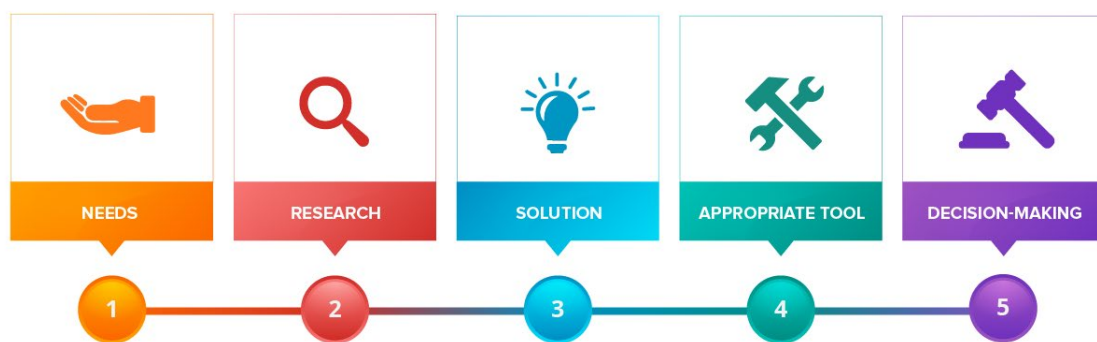 NEEDS
RESEARCH
SOLUTION
APPROPRIATE TOOL
DECISION-MAKING
1
2
3
4
5